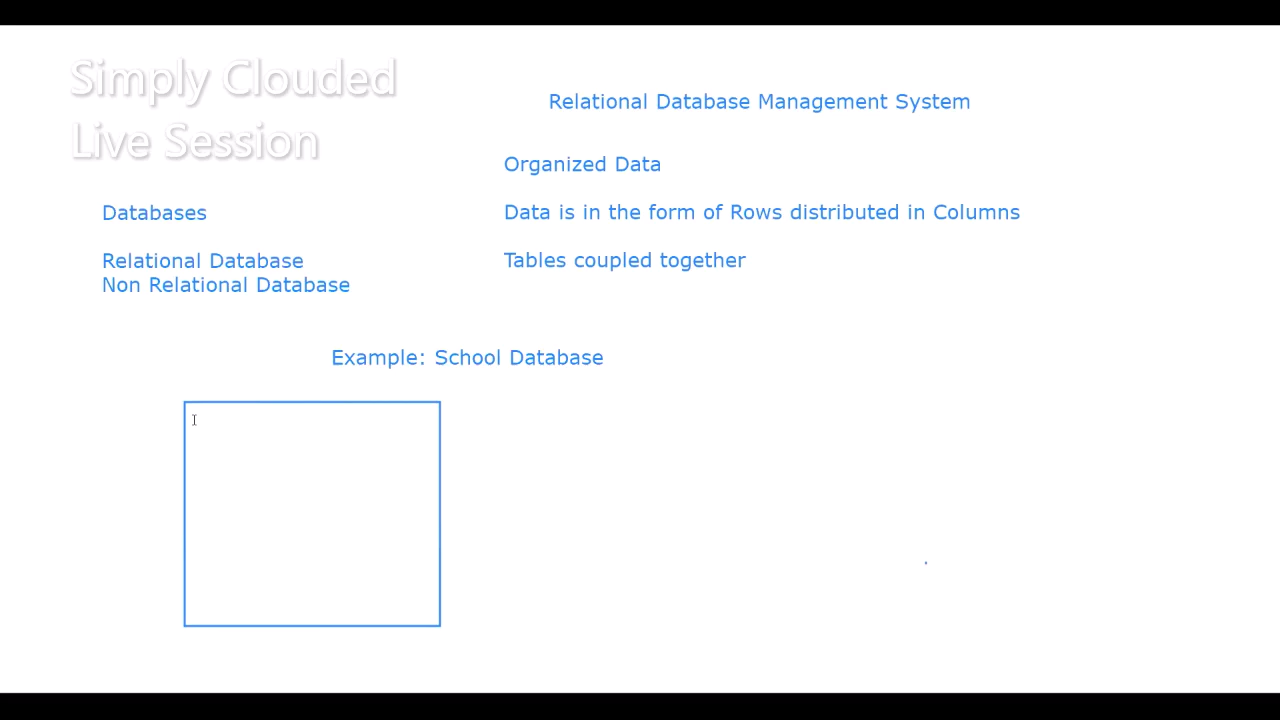 Simply Clouded
Live Session
Relational Database Management System
Organized Data
Databases
Data is in the form of Rows distributed in Columns
Relational Database
Non Relational Database
Tables coupled together
Example: School Database